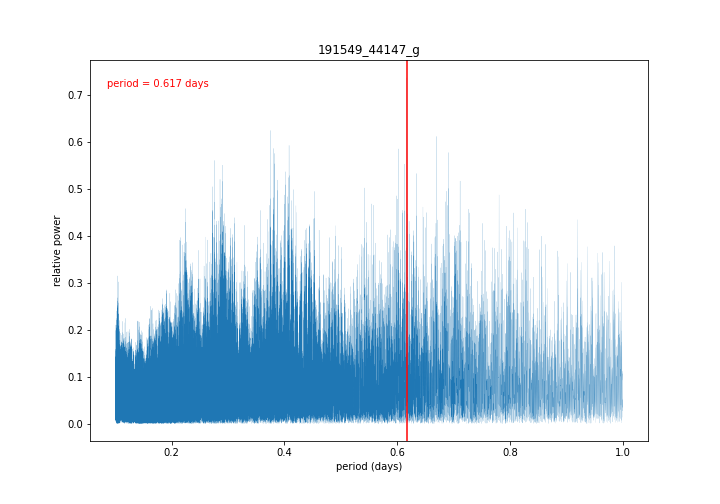 191549_44147_g
period = 0.617 days
relative power
0.7
0.6
0.5
0.4
0.3
0.2
0.1
0.0
0.2 0.4 0.6 0.8 1.0
period (days)